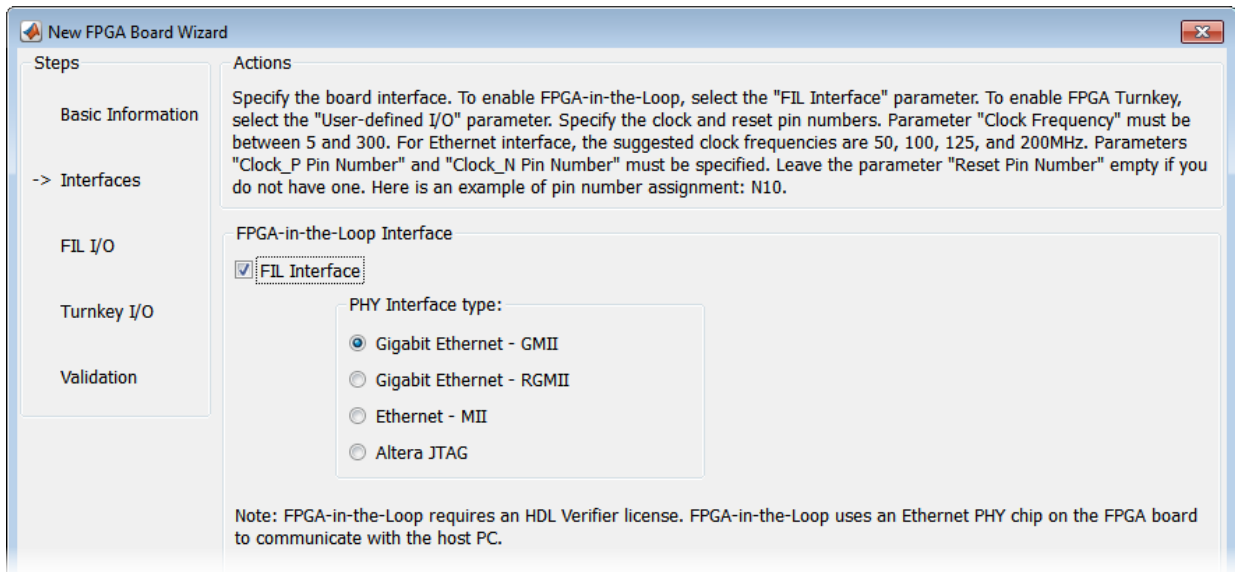 New FPGA Board Wizard
Steps
Basic Information
-> Interfaces
FIL I/O
Turnkey I/O
Validation
Actions
Specify the board interface. To enable FPGA-in-the-Loop, select the "FIL Interface" parameter. To enable FPGA Turnkey,
select the "User-defined I/O" parameter. Specify the clock and reset pin numbers. Parameter "Clock Frequency" must be
between 5 and 300. For Ethernet interface, the suggested clock frequencies are 50, 100, 125, and 200MHz. Parameters
"Clock_P Pin Number" and "Clock_N Pin Number" must be specified. Leave the parameter "Reset Pin Number" empty if you
do not have one. Here is an example of pin number assignment: N10.
FPGA-in-the-Loop Interface
FIL Interface
PHY Interface type:
Gigabit Ethernet - GMII
Gigabit Ethernet - RGMII
Ethernet - MII
Altera JTAG
Note: FPGA-in-the-Loop requires an HDL Verifier license. FPGA-in-the-Loop uses an Ethernet PHY chip on the FPGA board
to communicate with the host PC.